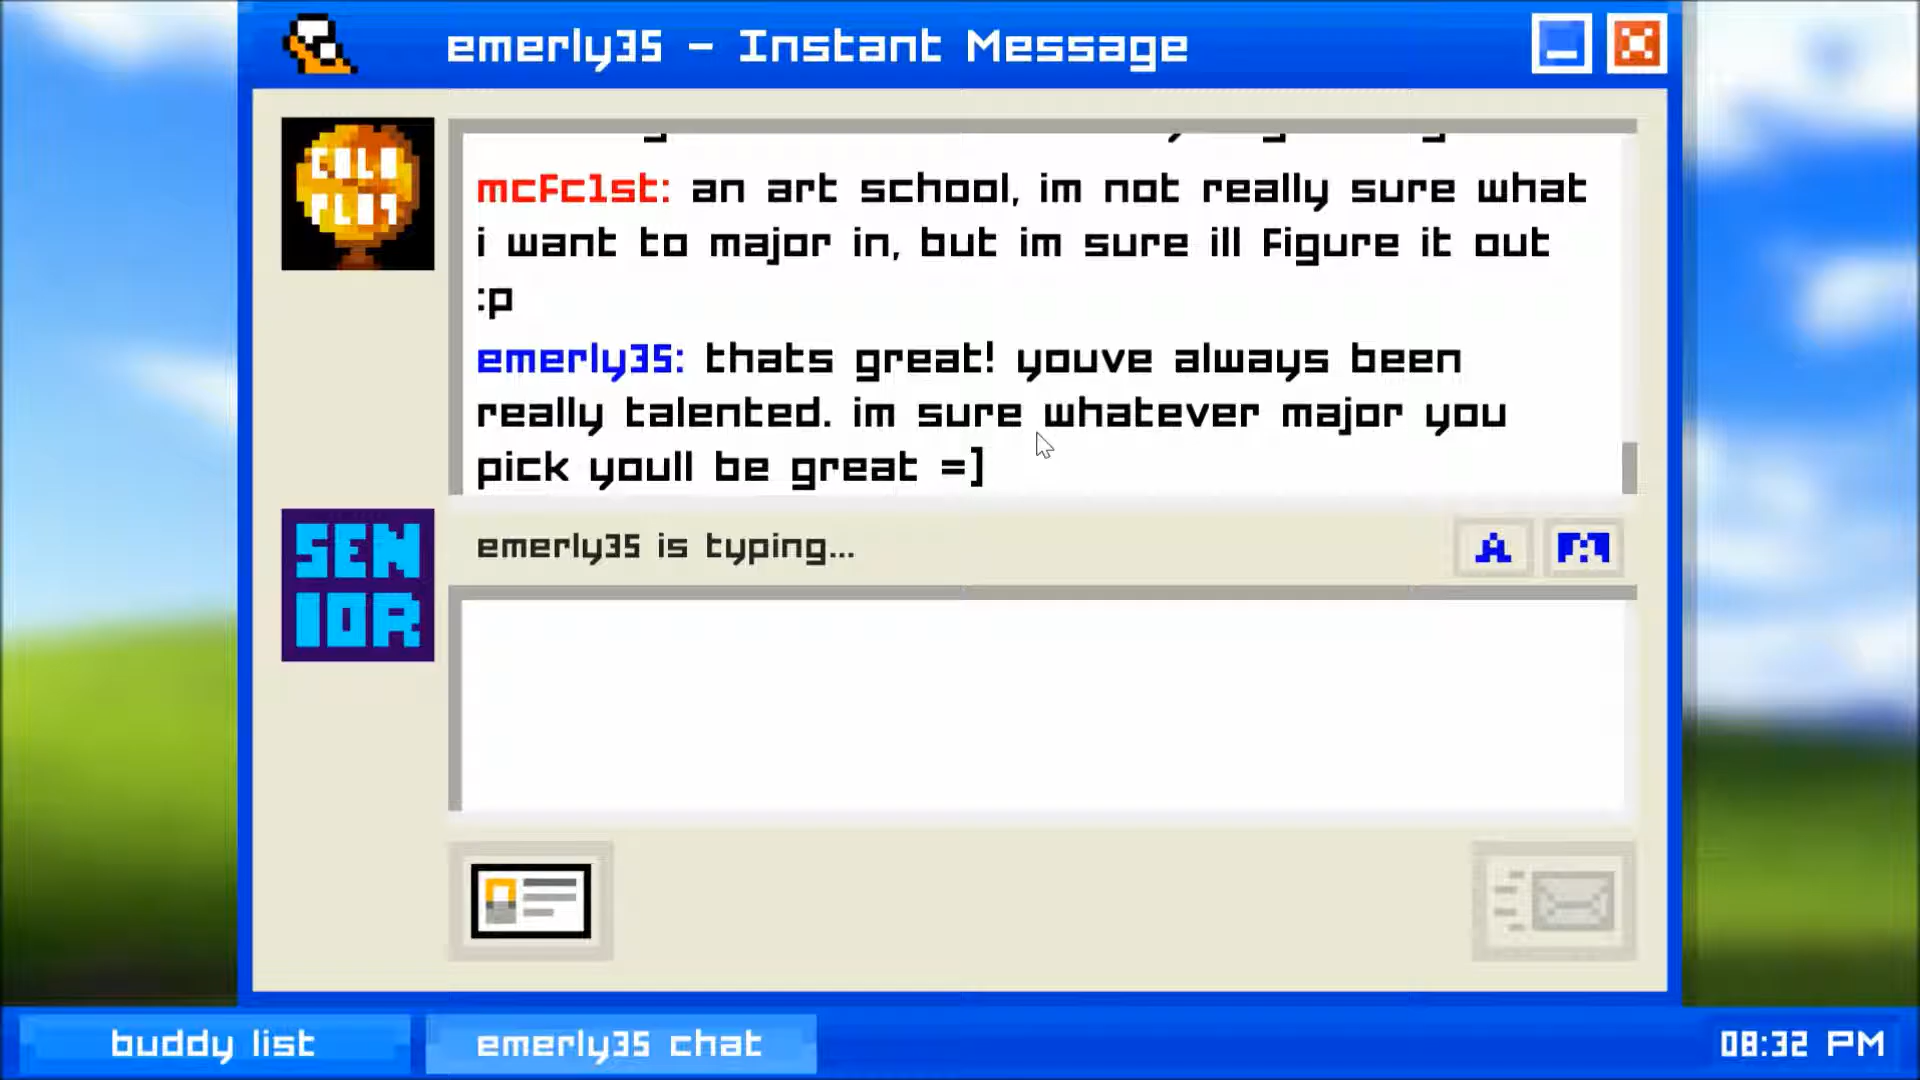 emerly35 - Instant Message
COLD
PLAY
mcfc1st: an art school, im not really sure what
i want to major in, but im sure ill figure it out
:p
emerly35: thats great! youve always been
really talented. im sure whatever major you
pick youll be great =]
SEN
IOR
emerly35 is typing...
A
buddy list
emerly35 chat
08:32 PM